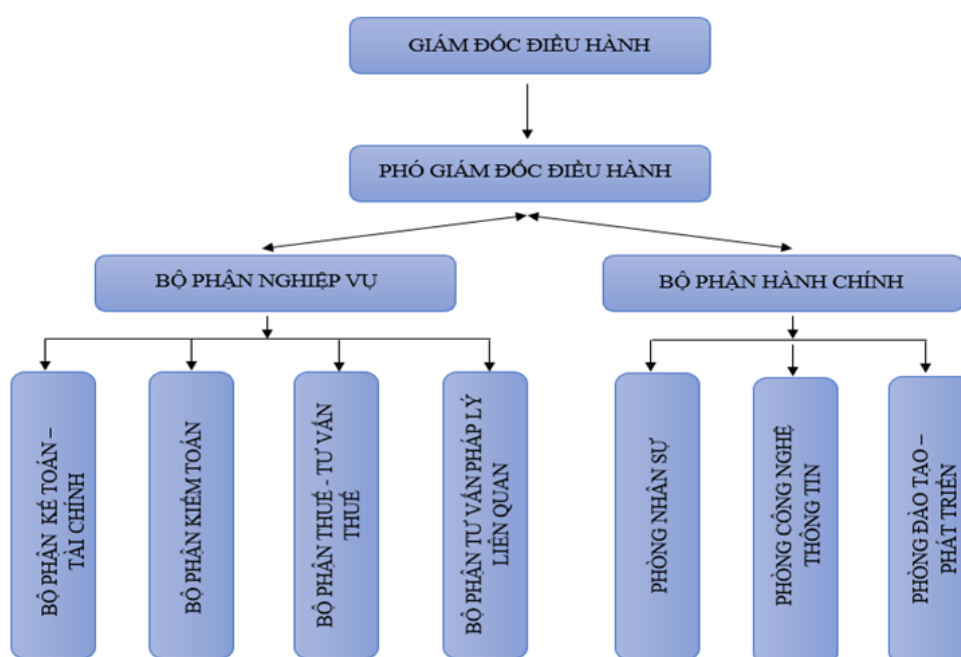 GIÁM ĐỐC ĐIỀU HÀNH
PHÓ GIÁM ĐỐC ĐIỀU HÀNH
BỘ PHẬN NGHIỆP VỤ
BỘ PHẬN HÀNH CHÍNH
BỘ PHẬN KẾ TOÁN –
TÀI CHÍNH
BỘ PHẬN KIỂM TOÁN
BỘ PHẬN THUẾ - TƯ VẤN
THUẾ
BỘ PHẬN TƯ VẤN PHÁP LÝ
LIÊN QUAN
PHÒNG NHÂN SỰ
PHÒNG CÔNG NGHỆ
THÔNG TIN
PHÒNG ĐÀO TẠO –
PHÁT TRIỂN